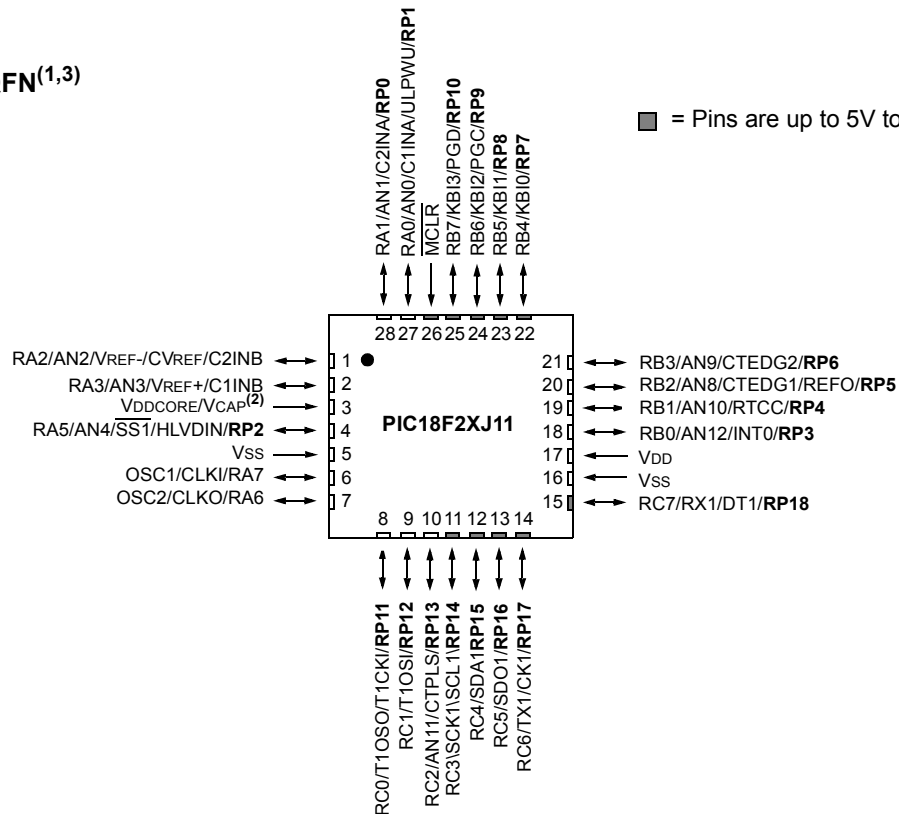 FN(1,3)
= Pins are up to 5V to
RA1/AN1/C2INA/RP0
RA0/AN0/C1INA/ULPWU/RP1
MCLR
RB7/KBI3/PGD/RP10
RB6/KBI2/PGC/RP9
RB5/KBI1/RP8
RB4/KBI0/RP7
28 27 26 25 24 23 22
RA2/AN2/VREF-/CVREF/C2INB 1
RA3/AN3/VREF+/C1INB 2
VDDCORE/VCAP(2) 3
RA5/AN4/SS1/HLVDIN/RP2 4
VSS 5
OSC1/CLKI/RA7 6
OSC2/CLKO/RA6 7
PIC18F2XJ11
21 RB3/AN9/CTEDG2/RP6
20 RB2/AN8/CTEDG1/REFO/RP5
19 RB1/AN10/RTCC/RP4
18 RB0/AN12/INT0/RP3
17 VDD
16 VSS
15 RC7/RX1/DT1/RP18
8 9 10 11 12 13 14
RC0/T1OSO/T1CKI/RP11
RC1/T1OSI/RP12
RC2/AN11/CTPLS/RP13
RC3\SCK1\SCL1\RP14
RC4/SDA1RP15
RC5/SDO1/RP16
RC6/TX1/CK1/RP17